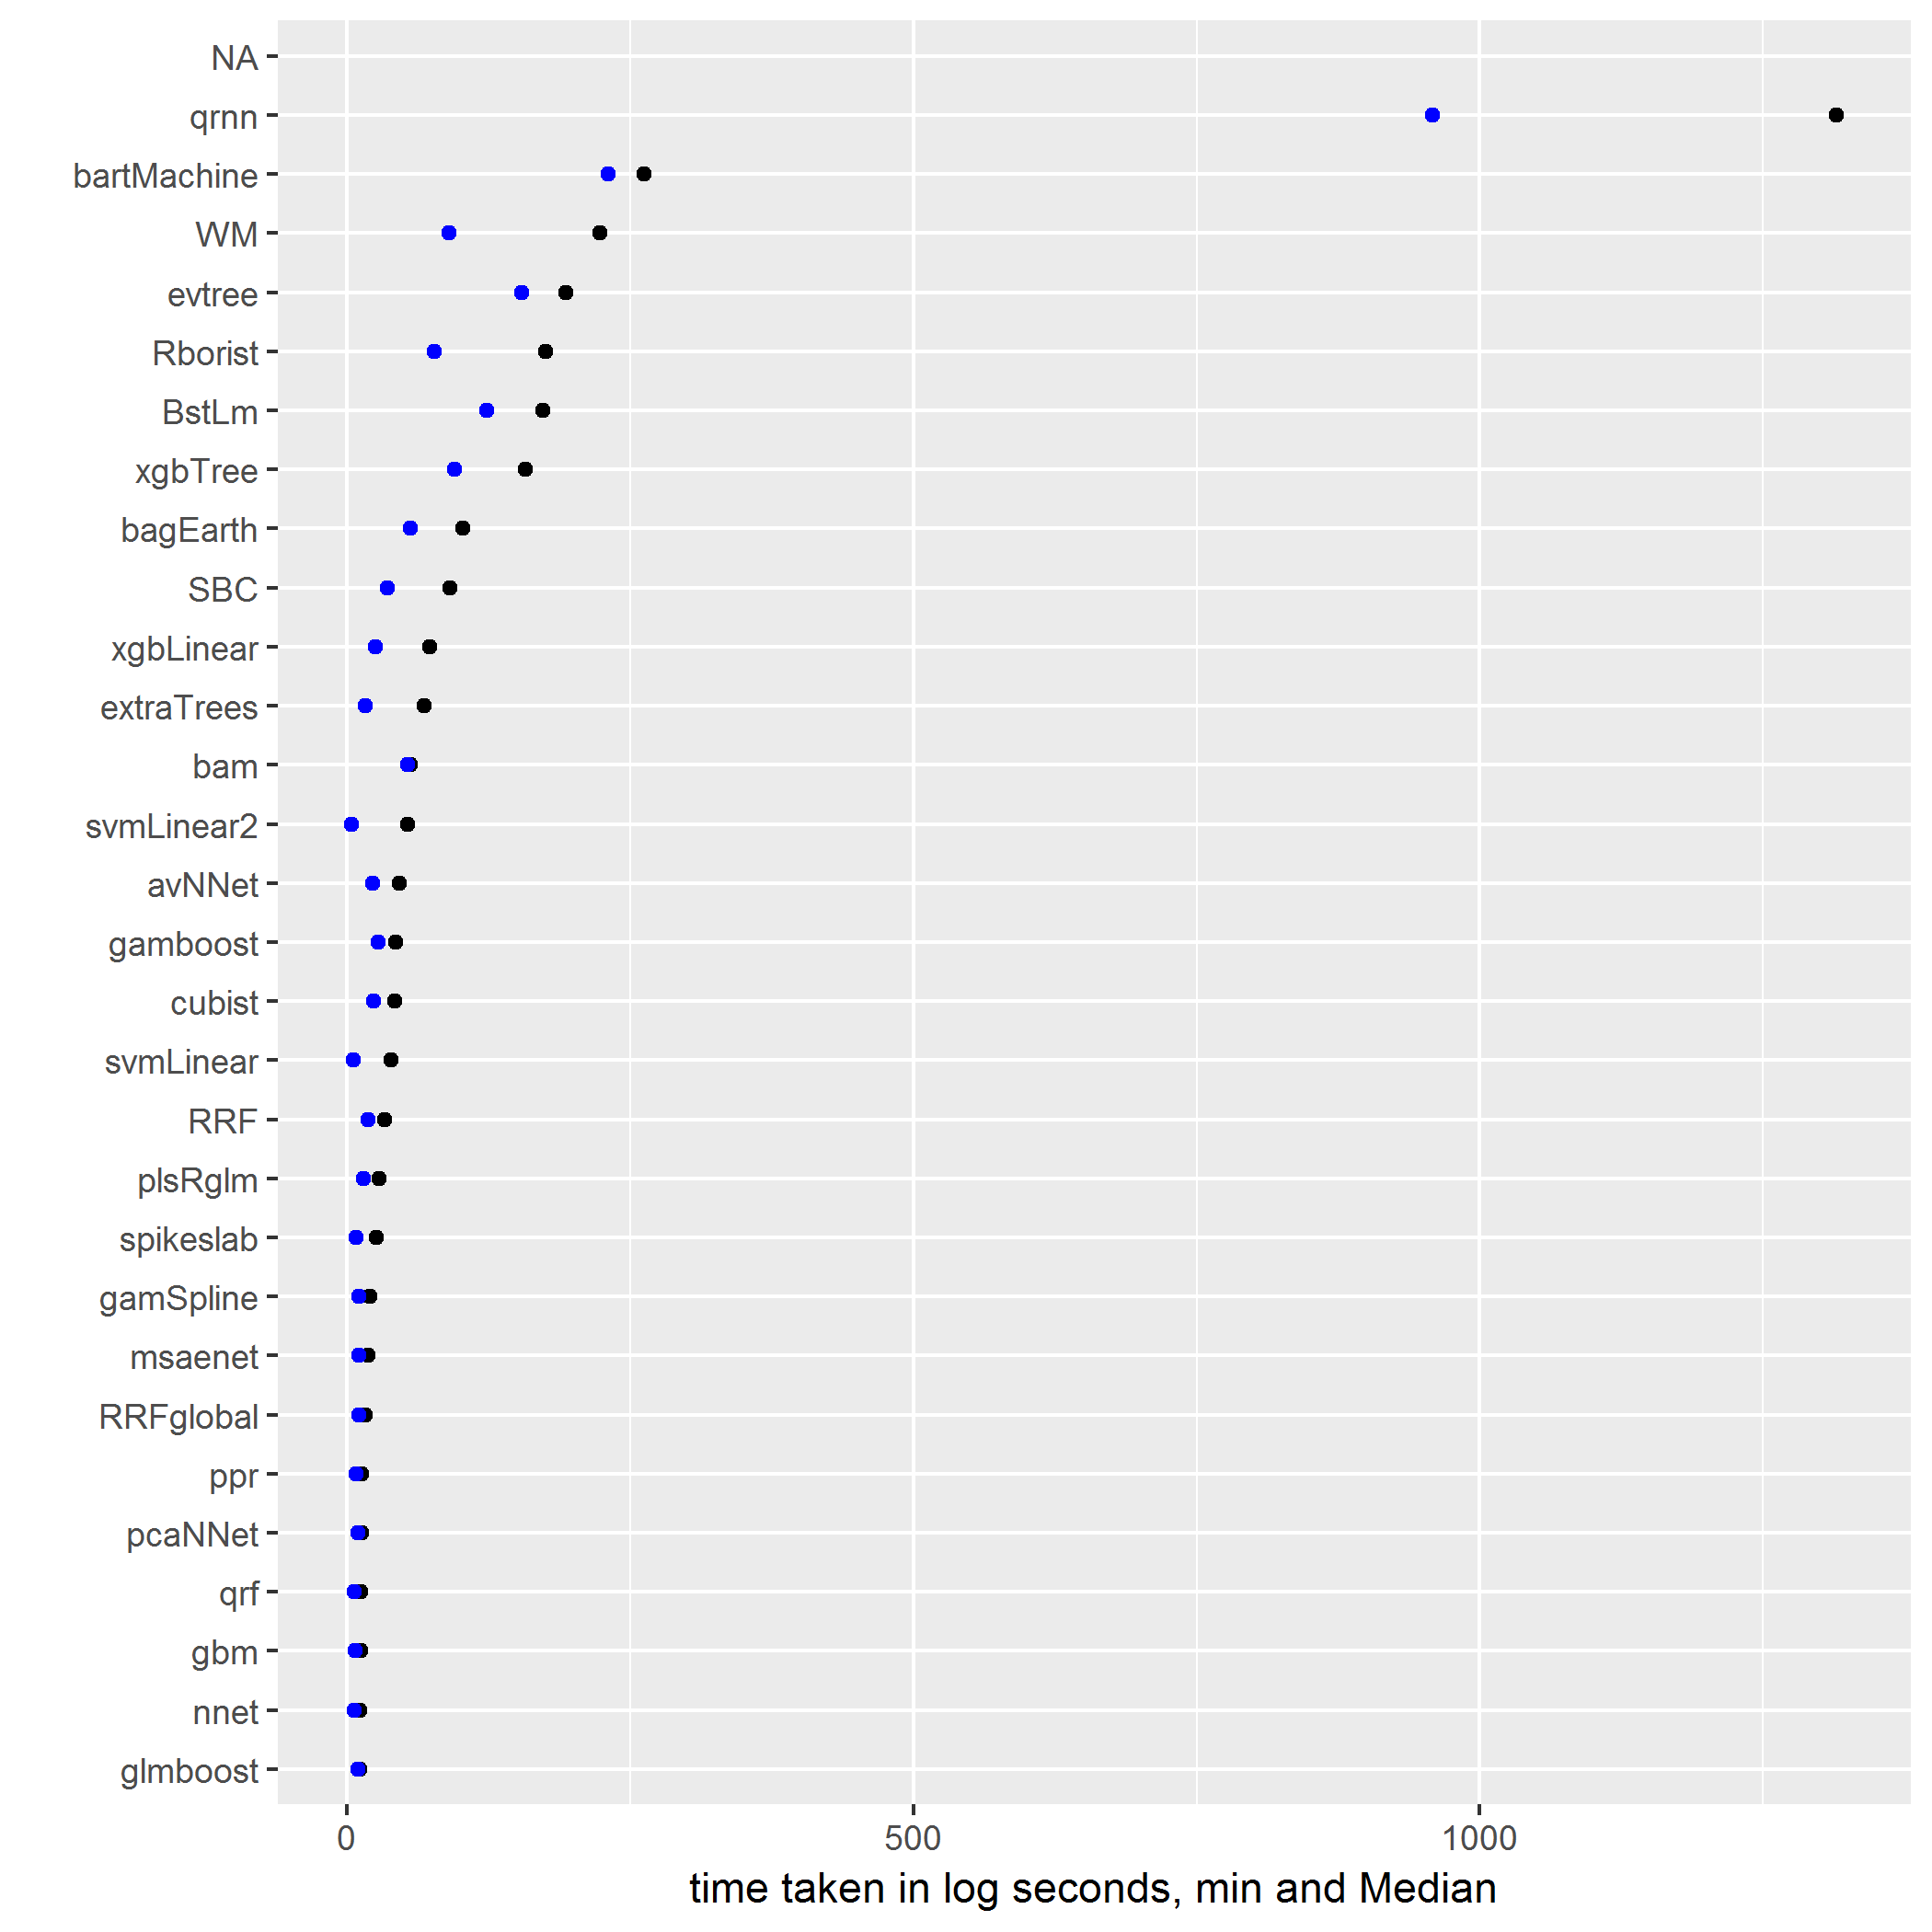 NA
qrnn
bartMachine
WM
evtree
Rborist
BstLm
xgbTree
bagEarth
SBC
xgbLinear
extraTrees
bam
svmLinear2
avNNet
gamboost
cubist
svmLinear
RRF
plsRglm
spikeslab
gamSpline
msaenet
RRFglobal
ppr
pcaNNet
qrf
gbm
nnet
glmboost
0 500 1000
time taken in log seconds, min and Median